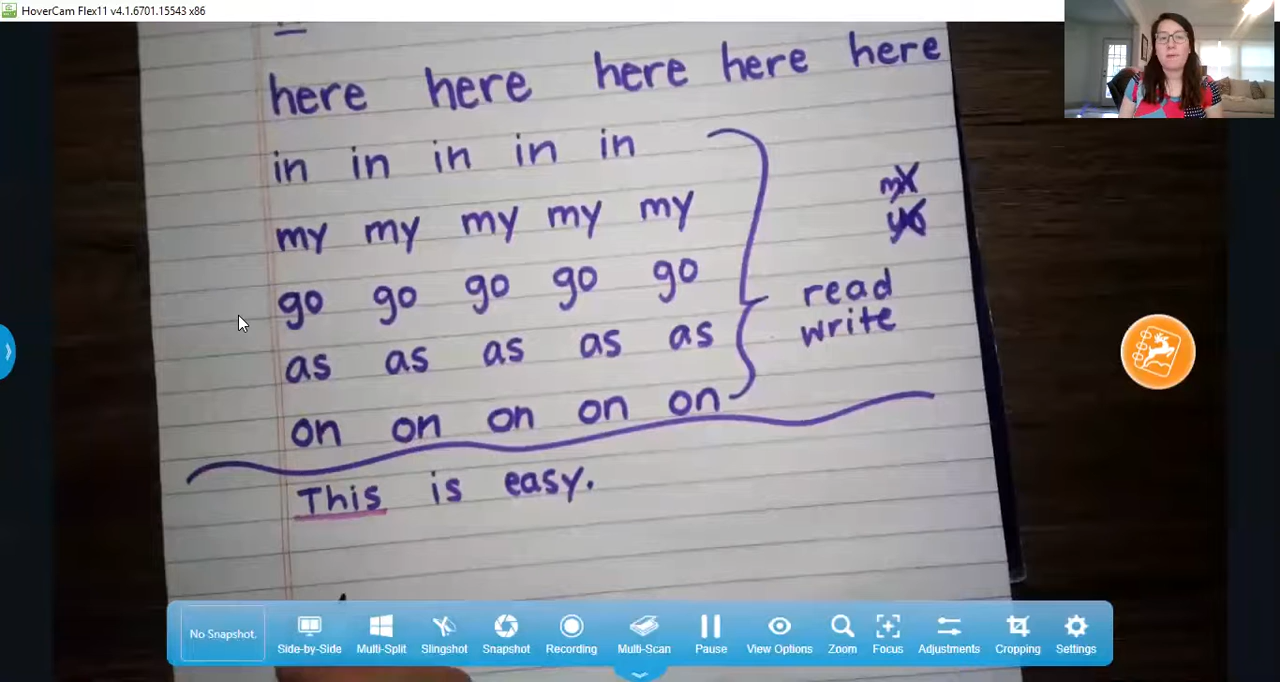 HoverCam Flex11 v4.1.6701.15543 x86
here here here here here
in in in in in
my my my my my
go go go go go
as as as as as
on on on on on
read
write
This is easy.
No Snapshot.
Side-by-Side Multi-Split Slingshot Snapshot Recording Multi-Scan Pause View Options Zoom Focus Adjustments Cropping Settings